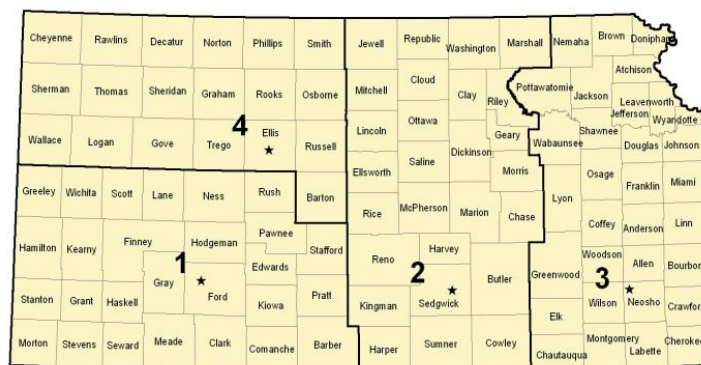 Cheyenne Rawlins Decatur Norton Phillips Smith Jewell Republic Washington Marshall Nemaha Brown Doniphan
Sherman Thomas Sheridan Graham Rooks Osborne Mitchell Cloud Clay Riley Pottawatomie Jackson Atchison
Leavenworth
Jefferson Wyandotte
Wallace Logan Gove Trego 4 Ellis Russell Lincoln Ottawa Dickinson Geary Wabaunsee Shawnee Douglas Johnson
Greeley Wichita Scott Lane Ness Rush Barton Ellsworth Saline Morris Lyon Osage Franklin Miami
Rice McPherson Marion Chase Coffey Anderson Linn
Hamilton Kearny Finney Hodgeman Pawnee Stafford Reno Harvey Butler Greenwood Woodson Allen Bourbon
1 Gray Ford Edwards 2 Sedgwick 3
Stanton Grant Haskell Kiowa Pratt Kingman Elk Wilson Neosho Crawford
Morton Stevens Seward Meade Clark Comanche Barber Harper Sumner Cowley Chautauqua Montgomery Labette Cherokee